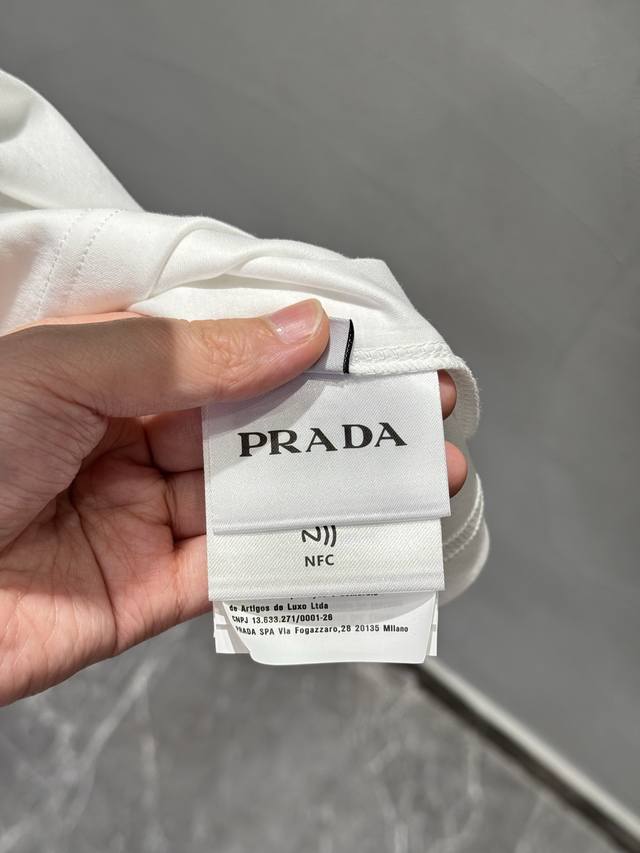 PRADA
NFC
de Artigos de Luxo Ltda
CNPJ 13.633.271/0001-26
PRADA SPA Via Fogazzaro,28 20135 Milano